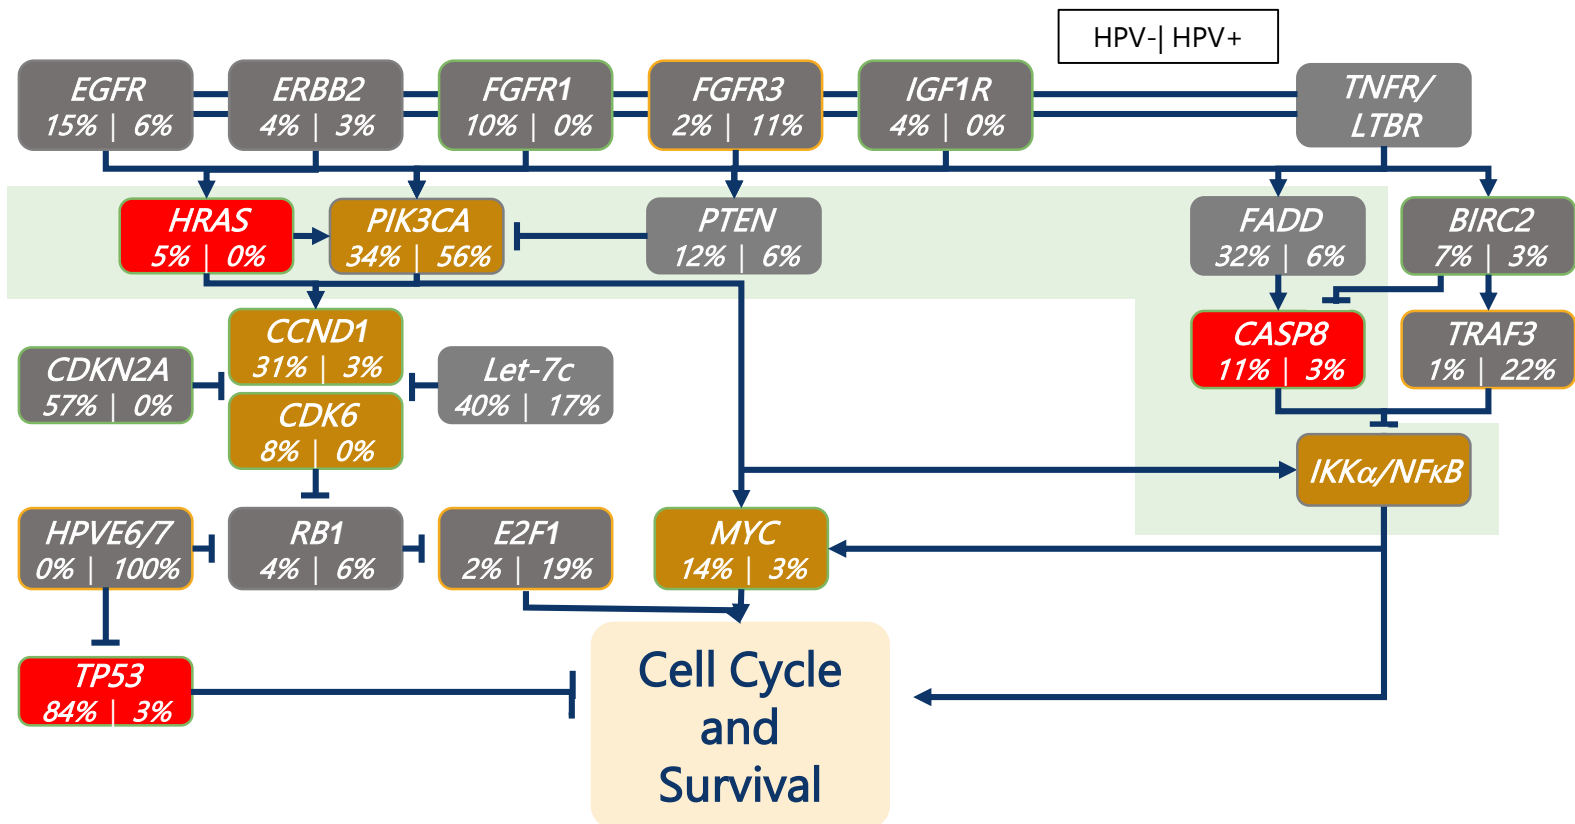 HPV-| HPV+
EGFR
15% | 6%
ERBB2
4% | 3%
FGFR1
10% | 0%
FGFR3
2% | 11%
IGF1R
4% | 0%
TNFR/
LTBR
HRAS
5% | 0%
PIK3CA
34% | 56%
PTEN
12% | 6%
FADD
32% | 6%
BIRC2
7% | 3%
CCND1
31% | 3%
CASP8
11% | 3%
TRAF3
1% | 22%
CDKN2A
57% | 0%
Let-7c
40% | 17%
CDK6
8% | 0%
IKKα/NFκB
HPVE6/7
0% | 100%
RB1
4% | 6%
E2F1
2% | 19%
MYC
14% | 3%
TP53
84% | 3%
Cell Cycle
and
Survival